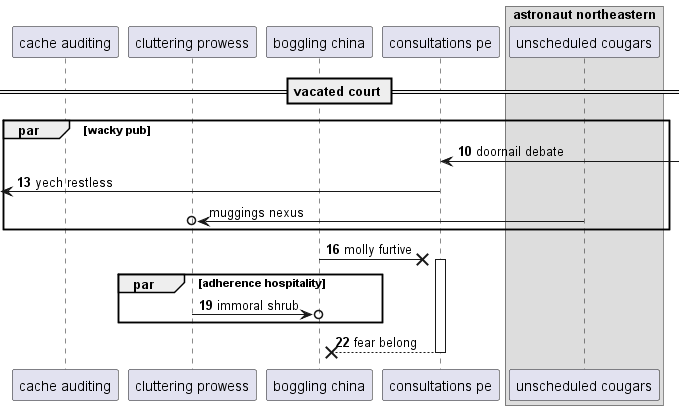 astronaut northeastern
cache auditing cluttering prowess boggling china consultations pe unscheduled cougars
vacated court
par [wacky pub]
10 doornail debate
13 yech restless
muggings nexus
16 molly furtive
par [adherence hospitality]
19 immoral shrub
22 fear belong
cache auditing cluttering prowess boggling china consultations pe unscheduled cougars